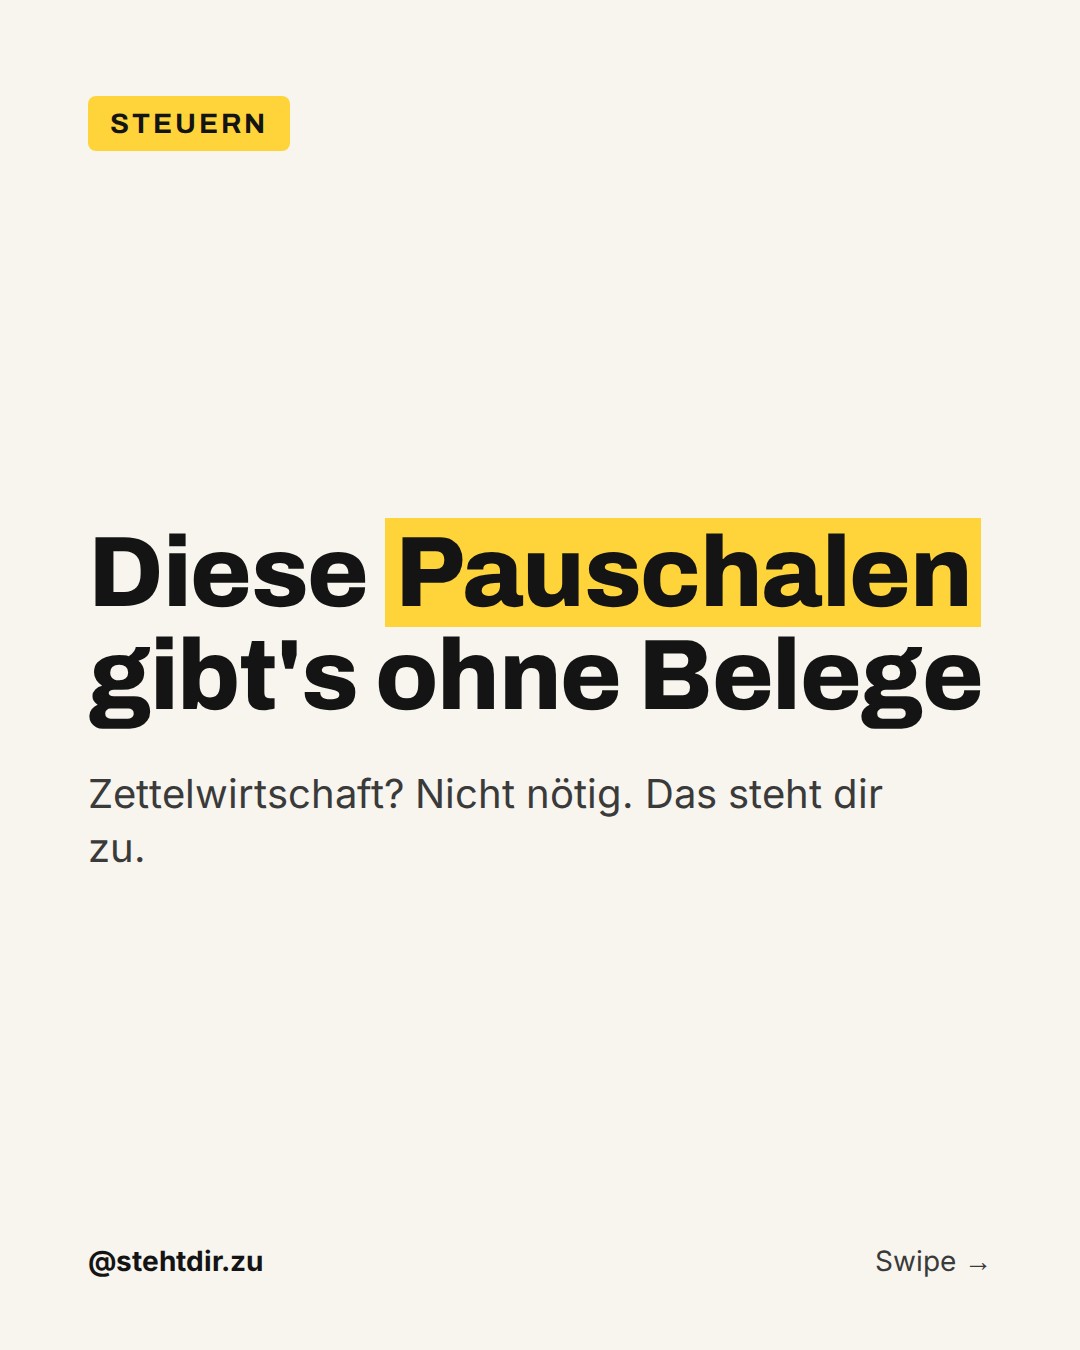 STEUERN
Diese Pauschalen
gibt's ohne Belege
Zettelwirtschaft? Nicht nötig. Das steht dir
zu.
@stehtdir.zu
Swipe →